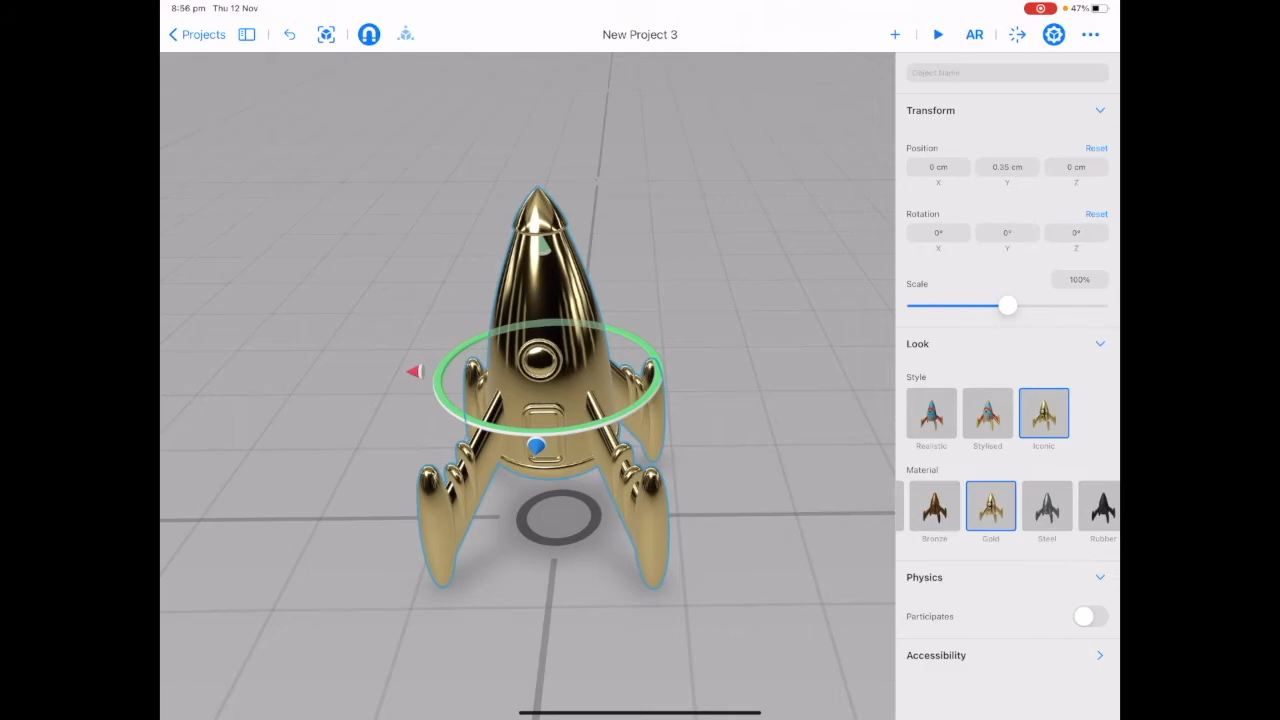 8:56 pm Thu 12 Nov
47%
Projects
New Project 3
AR
Object Name
Transform
Position Reset
0 cm 0.35 cm 0 cm
X Y Z
Rotation Reset
0° 0° 0°
X Y Z
Scale 100%
Look
Style
Realistic Stylised Iconic
Material
Bronze Gold Steel Rubber
Physics
Participates
Accessibility